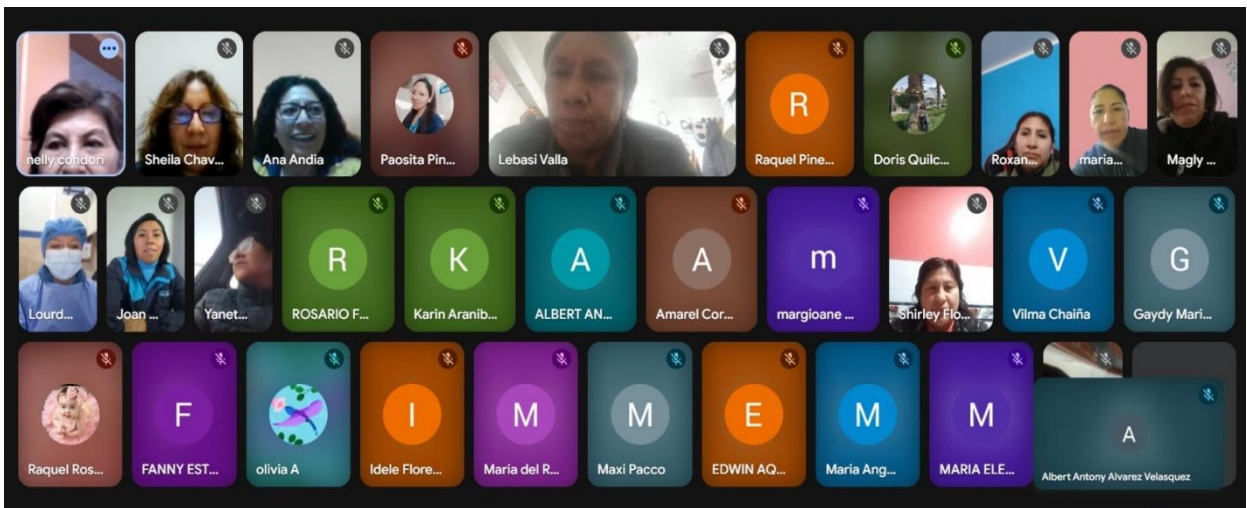 nelly condori
Sheila Chav...
Ana Andia
Paosita Pin...
Lebasi Valla
R
Raquel Pine...
Doris Quilc...
Roxan...
maria...
Magly ...
Lourd...
Joan ...
Yanet...
R
ROSARIO F...
K
Karin Aranib...
A
ALBERT AN...
A
Amarel Cor...
m
margioane ...
Shirley Flo...
V
Vilma Chaiña
G
Gaydy Mari...
Raquel Ros...
F
FANNY EST...
olivia A
I
Idele Flore...
M
Maria del R...
M
Maxi Pacco
E
EDWIN AQ...
M
Maria Ang...
M
MARIA ELE...
A
Albert Antony Alvarez Velasquez